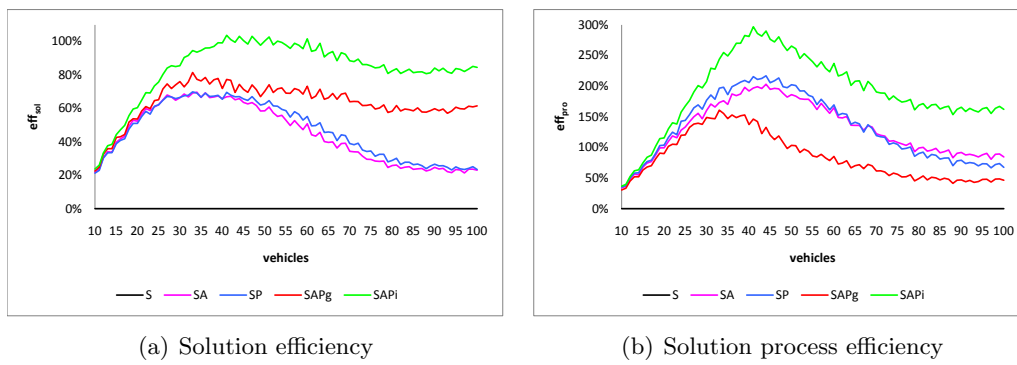 100%
80%
60%
40%
20%
0%
eff_sol
10 15 20 25 30 35 40 45 50 55 60 65 70 75 80 85 90 95 100
vehicles
S SA SP SAPg SAPi
(a) Solution efficiency
300%
250%
200%
150%
100%
50%
0%
eff_pro
10 15 20 25 30 35 40 45 50 55 60 65 70 75 80 85 90 95 100
vehicles
S SA SP SAPg SAPi
(b) Solution process efficiency